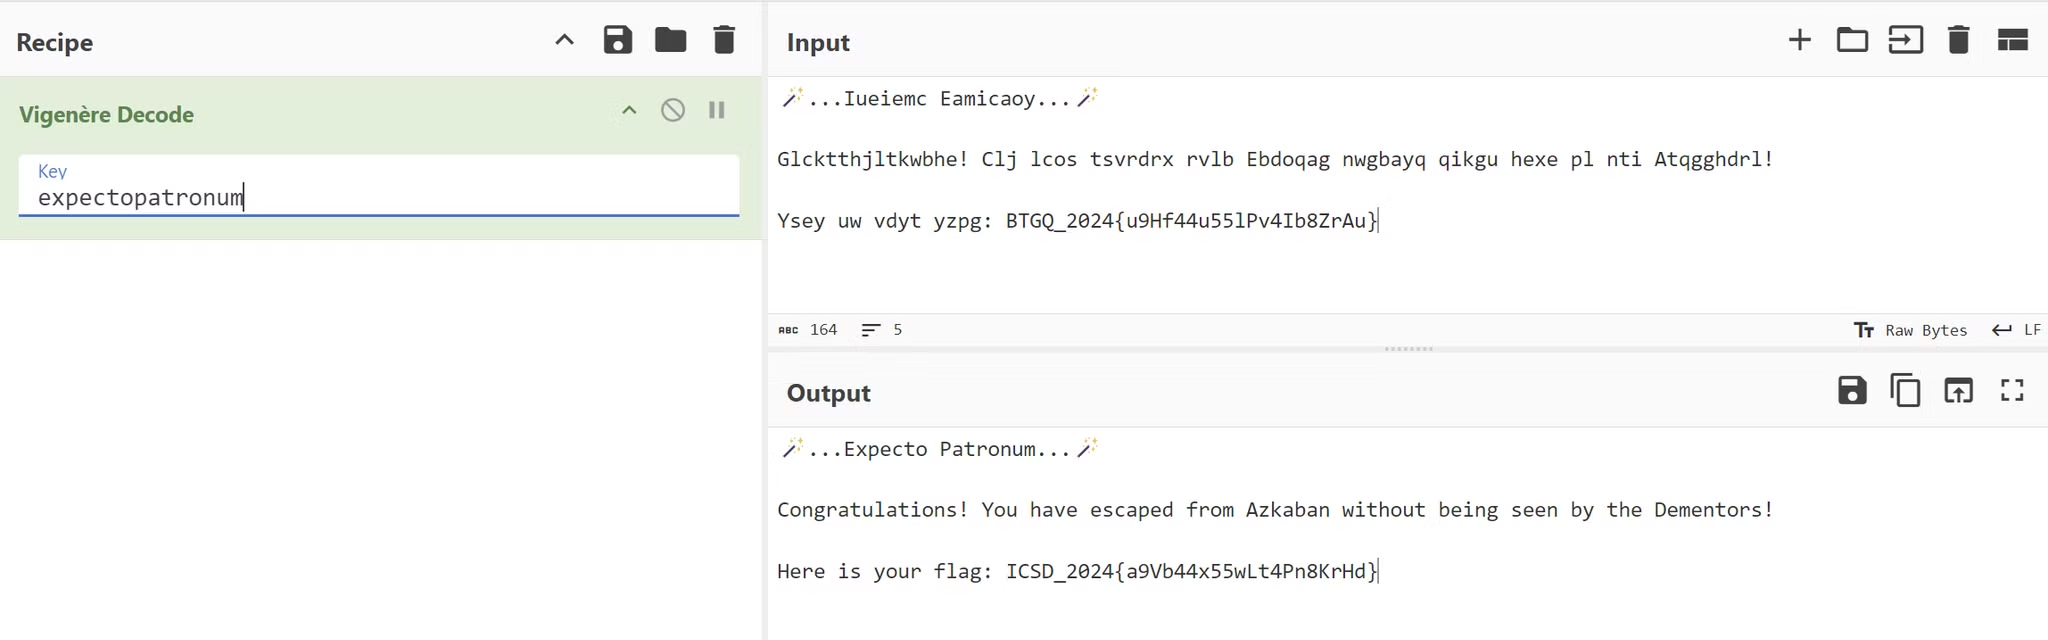 Recipe
Vigenère Decode
Key
expectopatronum
Input
🪄...Iueiemc Eamicaoy...🪄
Glcktthjltkwbhe! Clj lcos tsvrdrx rvlb Ebdoqag nwgbayq qikgu hexe pl nti Atqgghdrl!
Ysey uw vdyt yzpg: BTGQ_2024{u9Hf44u55lPv4Ib8ZrAu}
ABC 164 5 Tт Raw Bytes LF
Output
🪄...Expecto Patronum...🪄
Congratulations! You have escaped from Azkaban without being seen by the Dementors!
Here is your flag: ICSD_2024{a9Vb44x55wLt4Pn8KrHd}